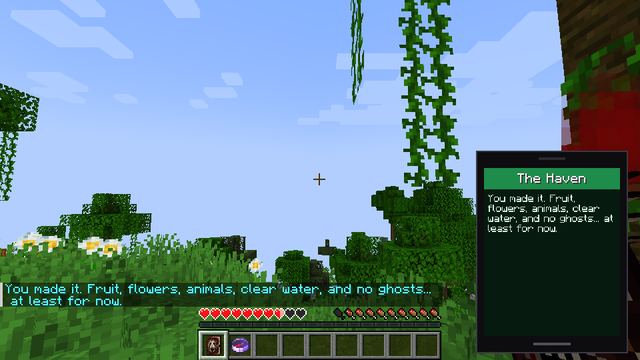 The Haven
You made it. Fruit,
flowers, animals, clear
water, and no ghosts... at
least for now.
You made it. Fruit, flowers, animals, clear water, and no ghosts...
at least for now.